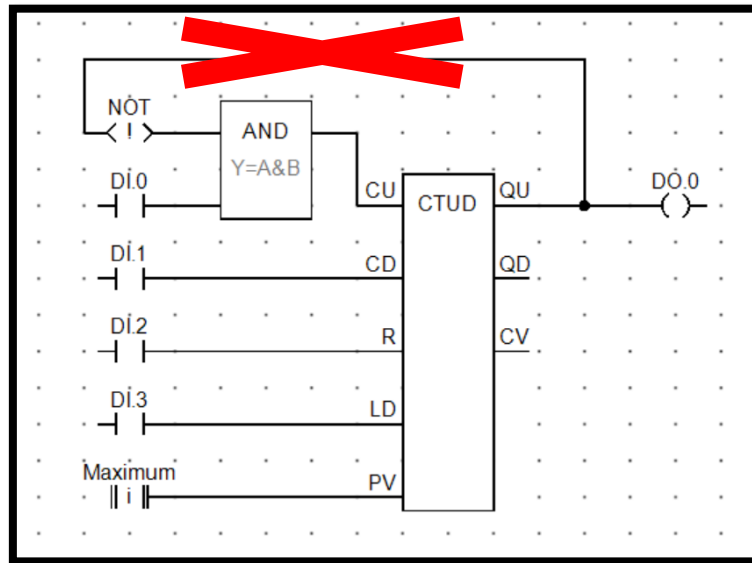 NOT
!
AND
Y=A&B
DI.0
CU
CTUD
QU
DO.0
DI.1
CD
QD
DI.2
R
CV
DI.3
LD
Maximum
i
PV